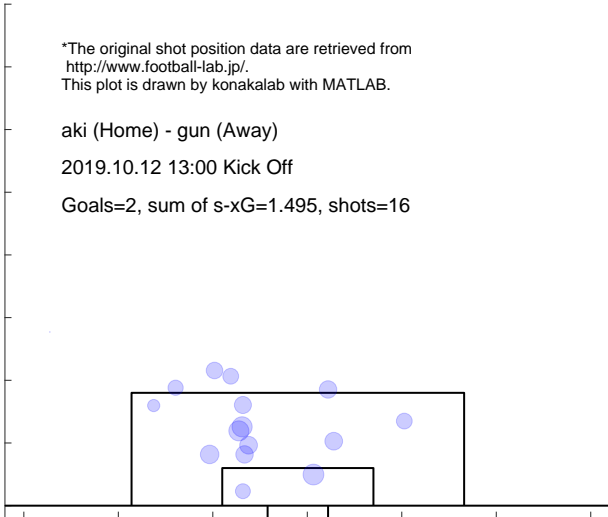 *The original shot position data are retrieved from
http://www.football-lab.jp/.
This plot is drawn by konakalab with MATLAB.
aki (Home) - gun (Away)
2019.10.12 13:00 Kick Off
Goals=2, sum of s-xG=1.495, shots=16